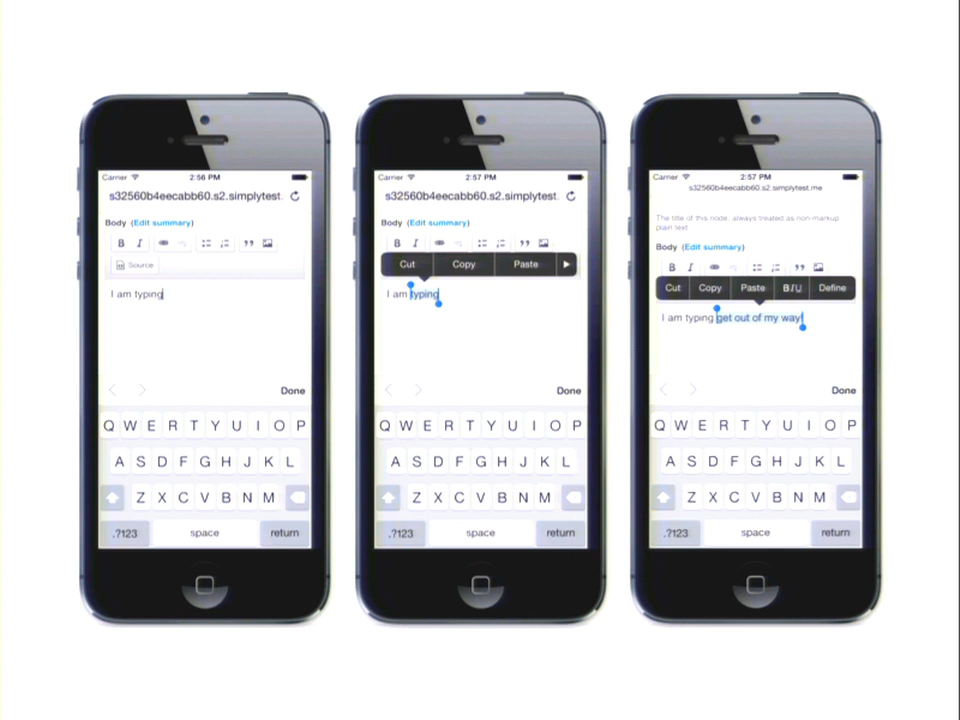 Carrier 2:56 PM
s32560b4eecabb60.s2.simplytest.
Body (Edit summary)
B I
Source
I am typing
Done
Q W E R T Y U I O P
A S D F G H J K L
Z X C V B N M
.?123 space return
Carrier 2:57 PM
s32560b4eecabb60.s2.simplytest.
Body (Edit summary)
B I
Cut Copy Paste
I am typing
Done
Q W E R T Y U I O P
A S D F G H J K L
Z X C V B N M
.?123 space return
Carrier 2:57 PM
s32560b4eecabb60.s2.simplytest.me
The title of this node, always treated as non-markup
plain text
Body (Edit summary)
B I
Cut Copy Paste BIU Define
I am typing get out of my way!
Done
Q W E R T Y U I O P
A S D F G H J K L
Z X C V B N M
.?123 space return